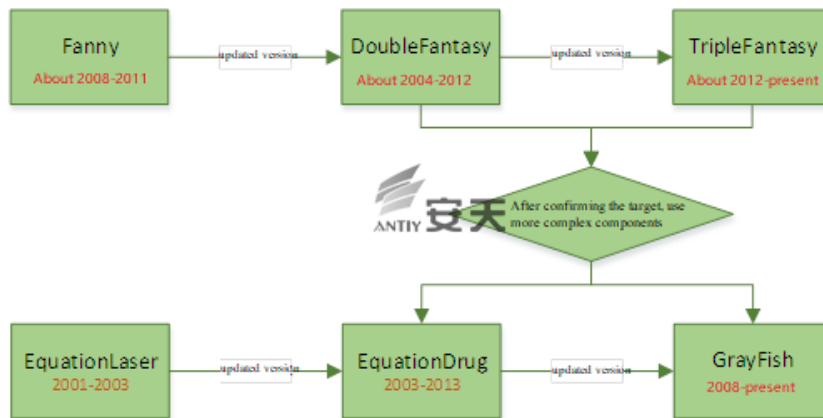 Fanny
About 2008-2011
updated version
DoubleFantasy
About 2004-2012
updated version
TripleFantasy
About 2012-present
ANTIY 安天
After confirming the target, use
more complex components
EquationLaser
2001-2003
updated version
EquationDrug
2003-2013
updated version
GrayFish
2008-present